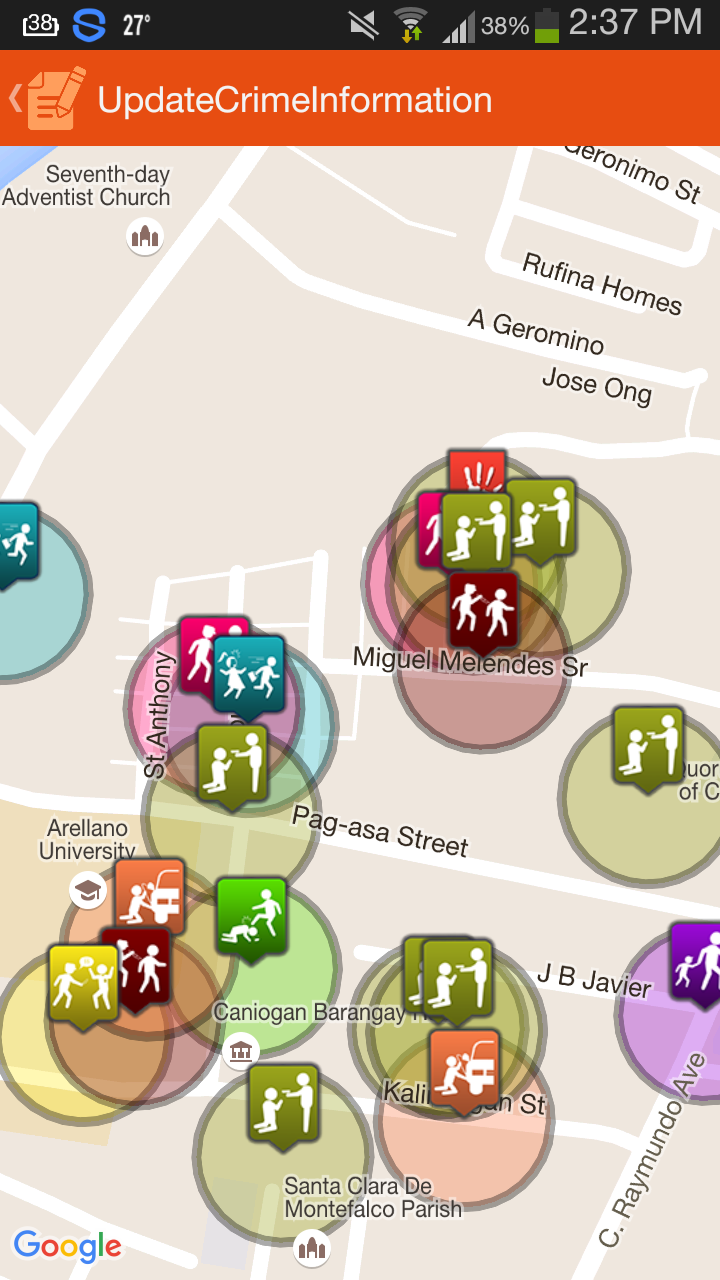 38 27° 38% 2:37 PM
UpdateCrimeInformation
Seventh-day
Adventist Church
Geronimo St
Rufina Homes
A Geromino
Jose Ong
Miguel Melendes Sr
St Anthony
of C
Pag-asa Street
Arellano
University
J B Javier
Caniogan Barangay
St
C. Raymundo Ave
Santa Clara De
Montefalco Parish
Google